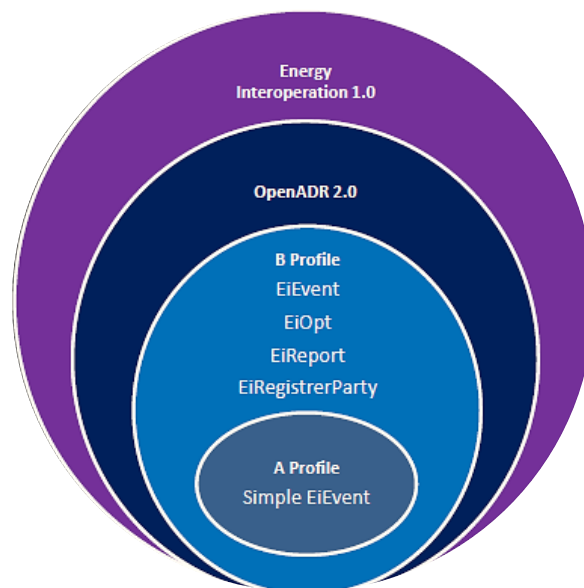 Energy
Interoperation 1.0
OpenADR 2.0
B Profile
EiEvent
EiOpt
EiReport
EiRegistrerParty
A Profile
Simple EiEvent